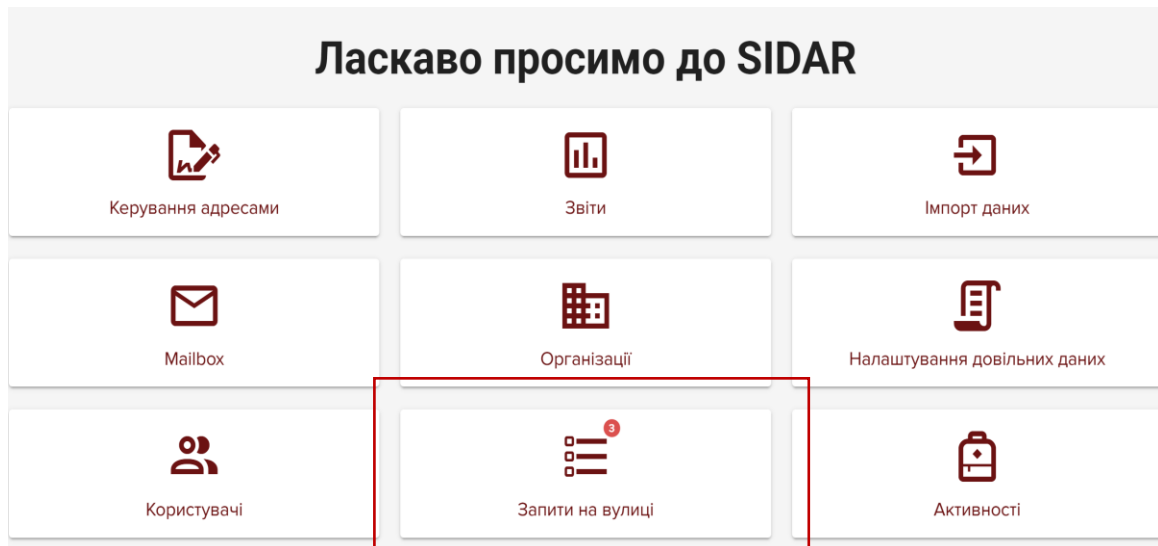 Ласкаво просимо до SIDAR
Керування адресами
Звіти
Імпорт даних
Mailbox
Організації
Налаштування довільних даних
3
Користувачі
Запити на вулиці
Активності